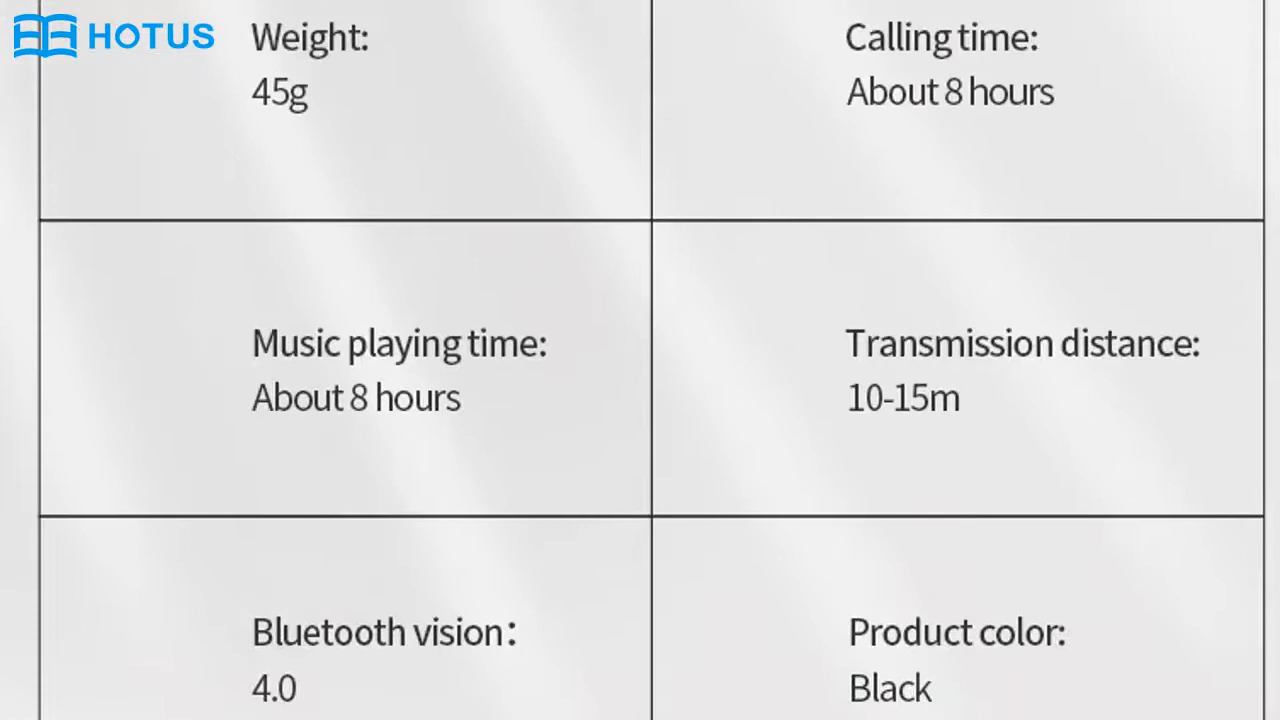 HOTUS
Weight:
45g
Calling time:
About 8 hours
Music playing time:
About 8 hours
Transmission distance:
10-15m
Bluetooth vision：
4.0
Product color:
Black